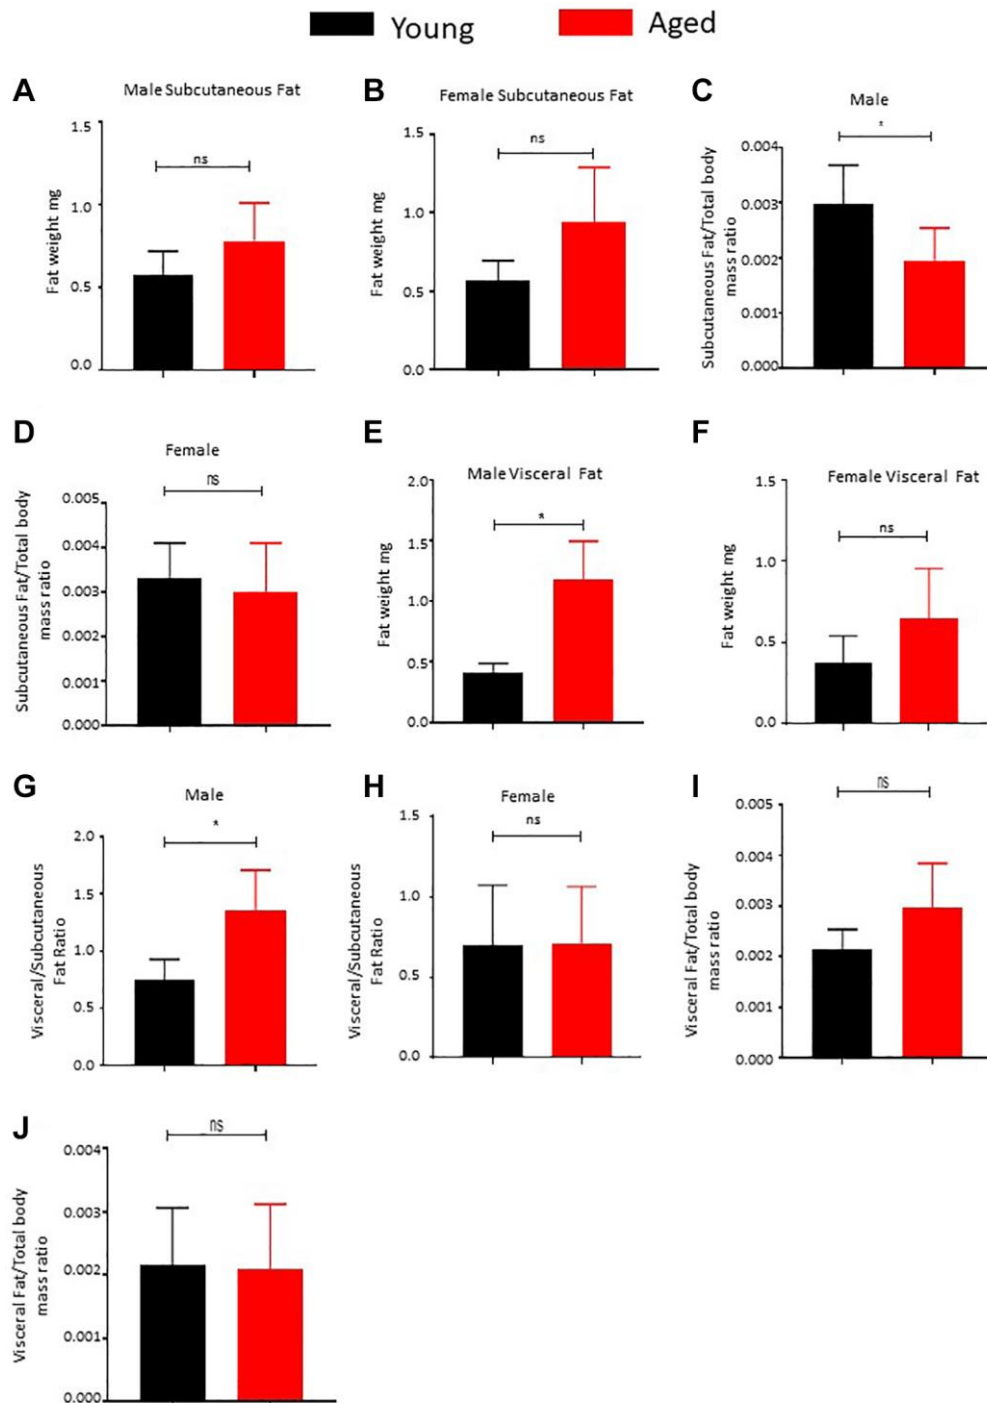 Young Aged
A
Male Subcutaneous Fat
Fat weight mg
1.5
1.0
0.5
0.0
ns
B
Female Subcutaneous Fat
Fat weight mg
1.5
1.0
0.5
0.0
ns
C
Male
Subcutaneous Fat/Total body
mass ratio
0.004
0.003
0.002
0.001
0.000
*
D
Female
Subcutaneous Fat/Total body
mass ratio
0.005
0.004
0.003
0.002
0.001
0.000
ns
E
Male Visceral Fat
Fat weight mg
2.0
1.5
1.0
0.5
0.0
*
F
Female Visceral Fat
Fat weight mg
1.5
1.0
0.5
0.0
ns
G
Male
Visceral/Subcutaneous
Fat Ratio
2.0
1.5
1.0
0.5
0.0
*
H
Female
Visceral/Subcutaneous
Fat Ratio
1.5
1.0
0.5
0.0
ns
I
Visceral Fat/Total body
mass ratio
0.005
0.004
0.003
0.002
0.001
0.000
ns
J
Visceral Fat/Total body
mass ratio
0.004
0.003
0.002
0.001
0.000
ns